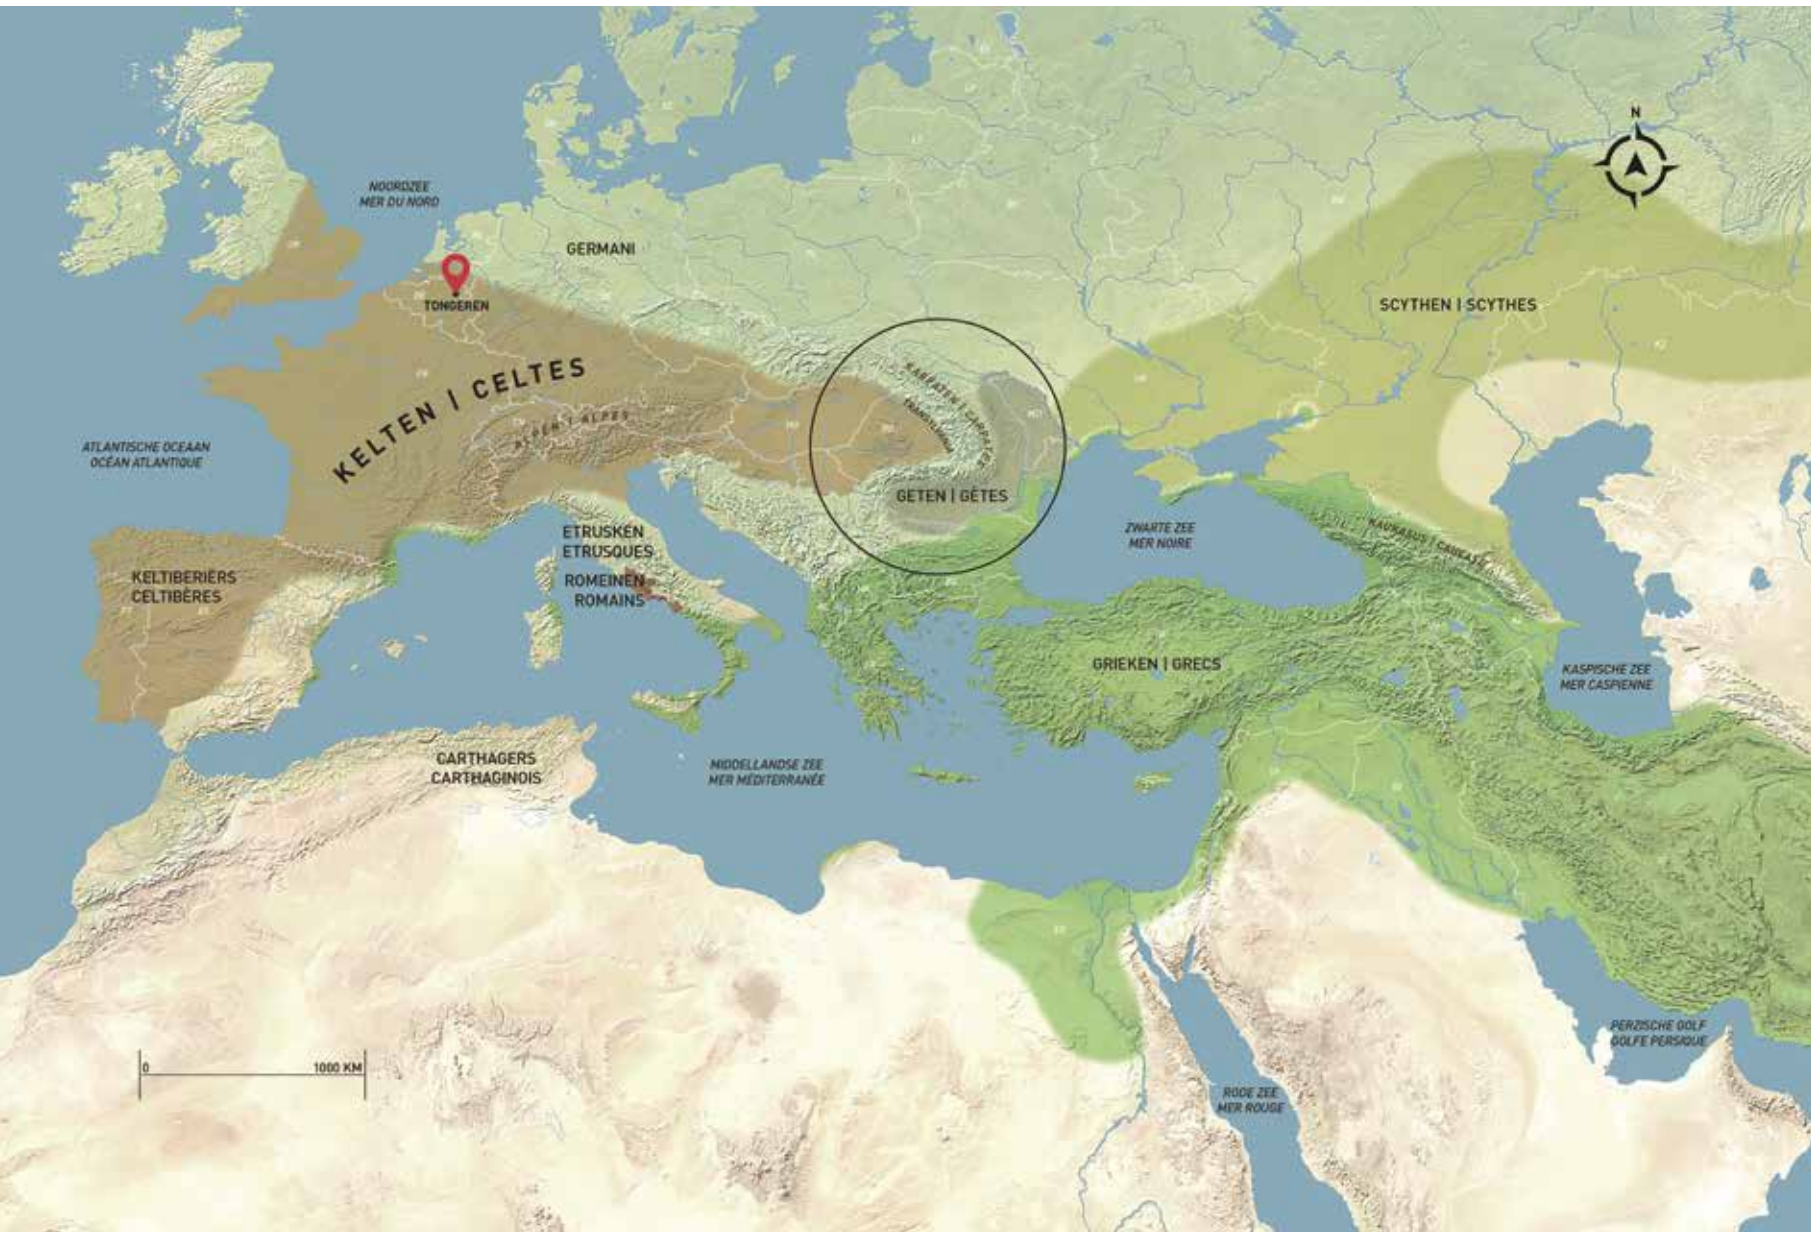 N
NOORDZEE
MER DU NORD
GERMANI
TONGEREN
SCYTHEN | SCYTHES
KELTEN | CELTES
ALPEN | ALPES
KARPATEN | CARPATES
GETEN | GÈTES
ATLANTISCHE OCEAAN
OCÉAN ATLANTIQUE
ZWARTE ZEE
MER NOIRE
KAUKASUS | CAUCASE
ETRUSKEN
ETRUSQUES
ROMEINEN
ROMAINS
KELTIBERIËRS
CELTIBÈRES
GRIEKEN | GRECS
KASPISCHE ZEE
MER CASPIENNE
CARTHAGERS
CARTHAGINOIS
MIDDELLANDSE ZEE
MER MÉDITERRANÉE
PERZISCHE GOLF
GOLFE PERSIQUE
0 1000 KM
RODE ZEE
MER ROUGE